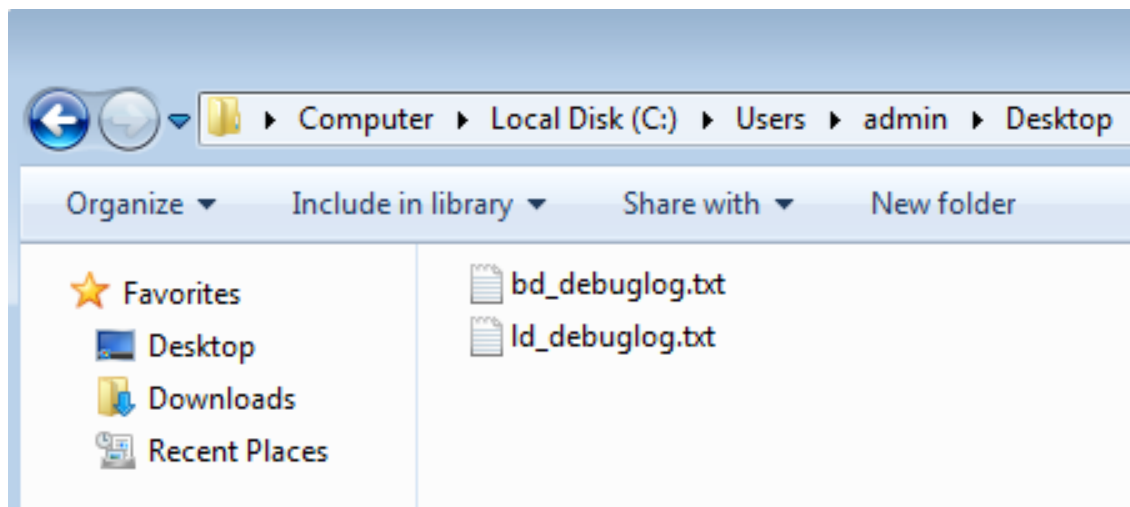 Computer Local Disk (C:) Users admin Desktop
Organize Include in library Share with New folder
Favorites
Desktop
Downloads
Recent Places
bd_debuglog.txt
ld_debuglog.txt